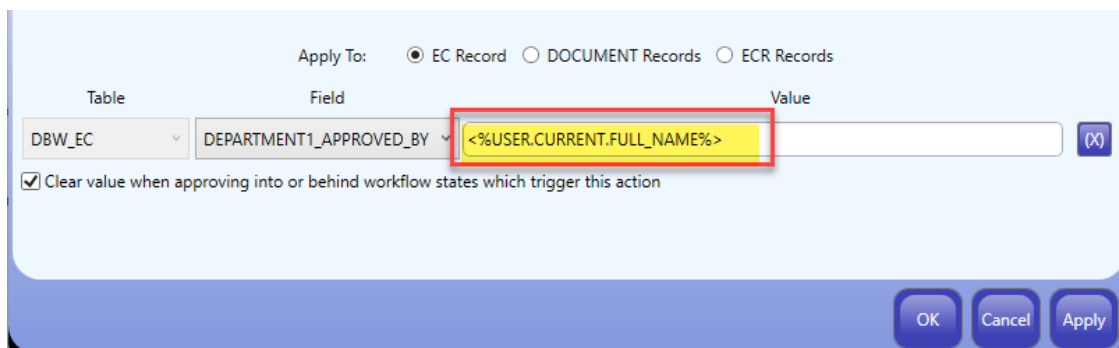 Apply To: EC Record DOCUMENT Records ECR Records
Table Field Value
DBW_EC DEPARTMENT1_APPROVED_BY <%USER.CURRENT.FULL_NAME%> (X)
Clear value when approving into or behind workflow states which trigger this action
OK Cancel Apply